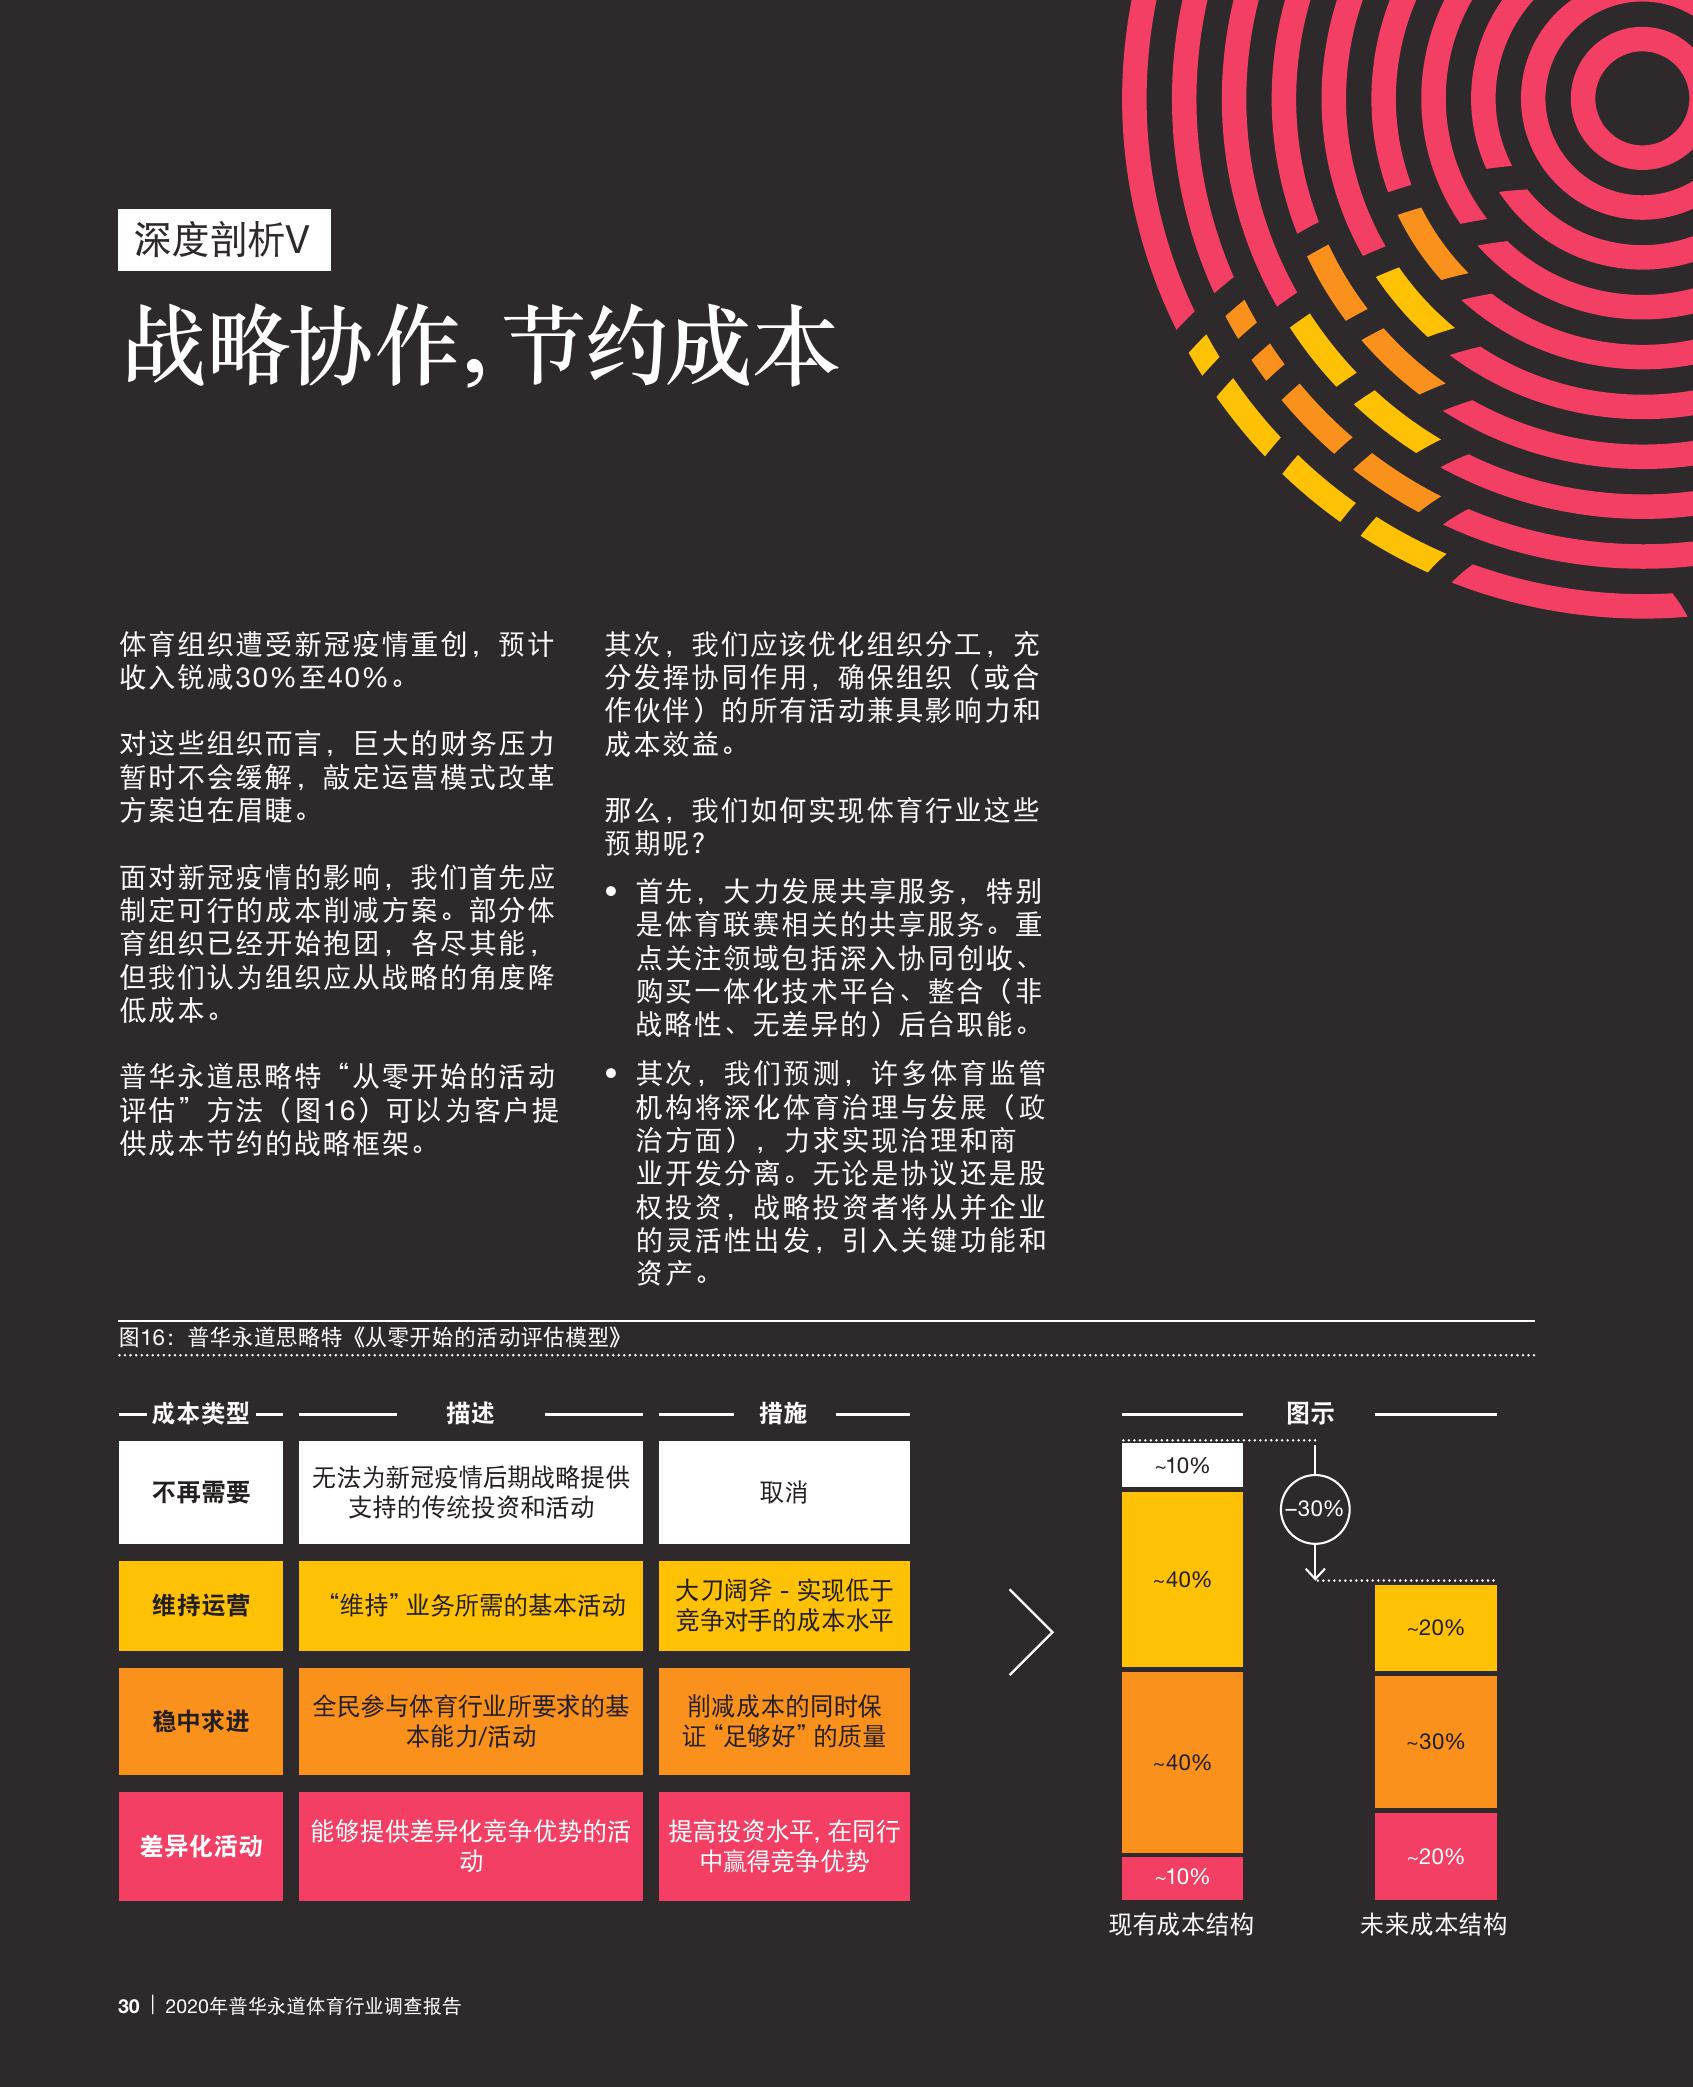 深度剖析V
战略协作，节约成本
体育组织遭受新冠疫情重创，预计
收入锐减30%至40%。
对这些组织而言，巨大的财务压力
暂时不会缓解，敲定运营模式改革
方案迫在眉睫。
面对新冠疫情的影响，我们首先应
制定可行的成本削减方案。部分体
育组织已经开始抱团，各尽其能，
但我们认为组织应从战略的角度降
低成本。
普华永道思略特“从零开始的活动
评估”方法（图16）可以为客户提
供成本节约的战略框架。
其次，我们应该优化组织分工，充
分发挥协同作用，确保组织（或合
作伙伴）的所有活动兼具影响力和
成本效益。
那么，我们如何实现体育行业这些
预期呢？
• 首先，大力发展共享服务，特别
是体育联赛相关的共享服务。重
点关注领域包括深入协同创收、
购买一体化技术平台、整合（非
战略性、无差异的）后台职能。
• 其次，我们预测，许多体育监管
机构将深化体育治理与发展（政
治方面），力求实现治理和商
业开发分离。无论是协议还是股
权投资，战略投资者将从并企业
的灵活性出发，引入关键功能和
资产。
图16：普华永道思略特《从零开始的活动评估模型》
成本类型 描述 措施
不再需要
无法为新冠疫情后期战略提供
支持的传统投资和活动
取消
维持运营
“维持”业务所需的基本活动
大刀阔斧 - 实现低于
竞争对手的成本水平
稳中求进
全民参与体育行业所要求的基
本能力/活动
削减成本的同时保
证“足够好”的质量
差异化活动
能够提供差异化竞争优势的活
动
提高投资水平，在同行
中赢得竞争优势
图示
~10%
~40%
~40%
~10%
现有成本结构
–30%
~20%
~30%
~20%
未来成本结构
30 | 2020年普华永道体育行业调查报告